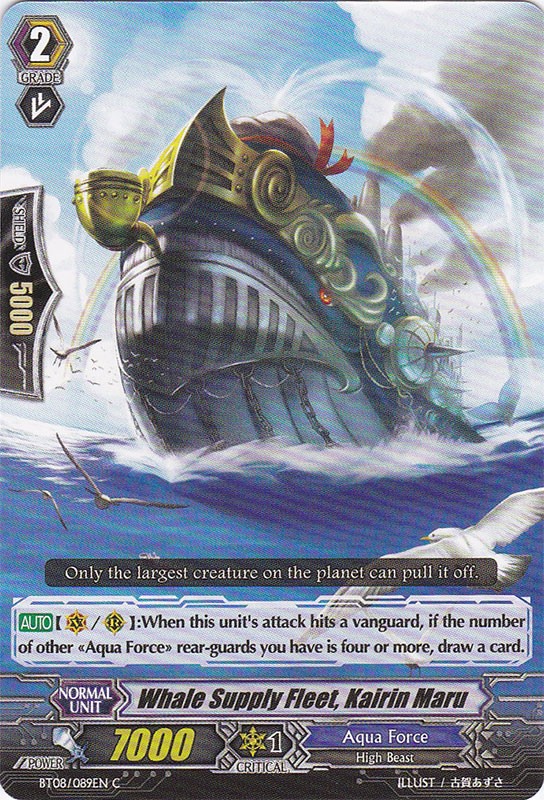 2
GRADE
SHIELD
5000
Only the largest creature on the planet can pull it off.
AUTO【V / R】:When this unit's attack hits a vanguard, if the number
of other «Aqua Force» rear-guards you have is four or more, draw a card.
NORMAL
UNIT
Whale Supply Fleet, Kairin Maru
POWER
7000
1
CRITICAL
Aqua Force
High Beast
BT08/089EN C
ILLUST / 古賀あずさ